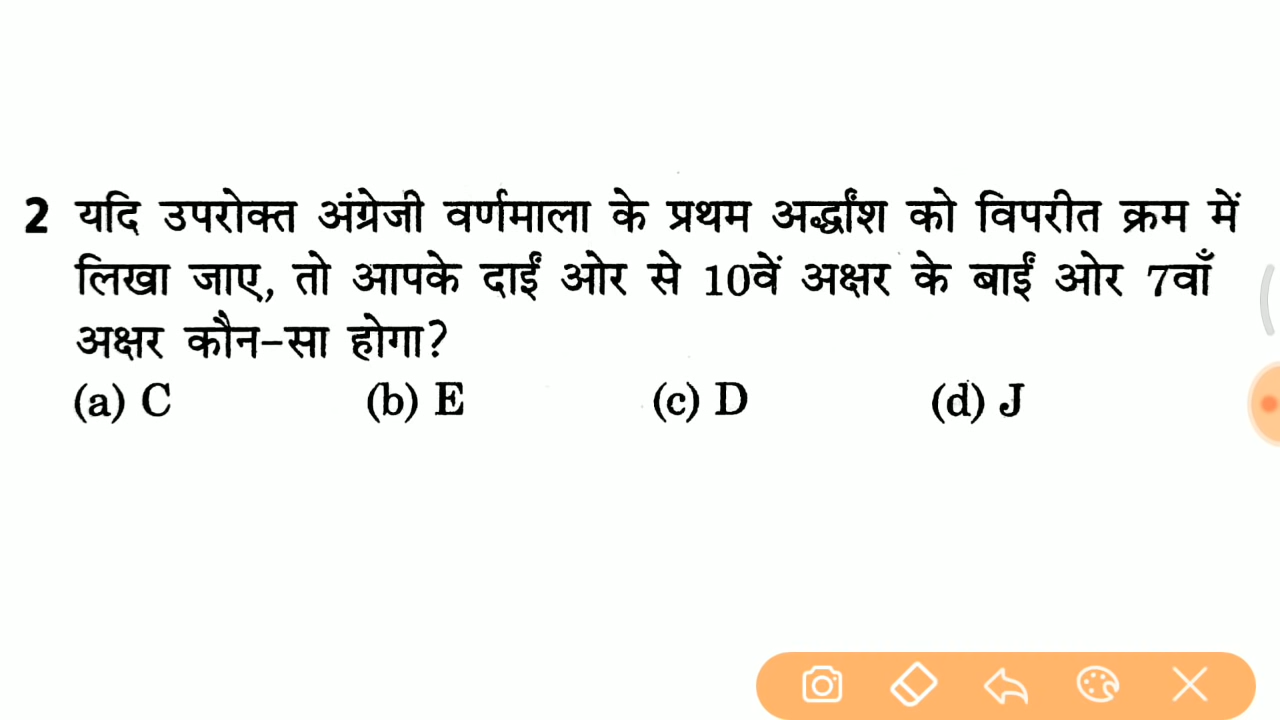 2 यदि उपरोक्त अंग्रेजी वर्णमाला के प्रथम अर्द्धांश को विपरीत क्रम में
लिखा जाए, तो आपके दाईं ओर से 10वें अक्षर के बाईं ओर 7वाँ
अक्षर कौन-सा होगा?
(a) C (b) E (c) D (d) J